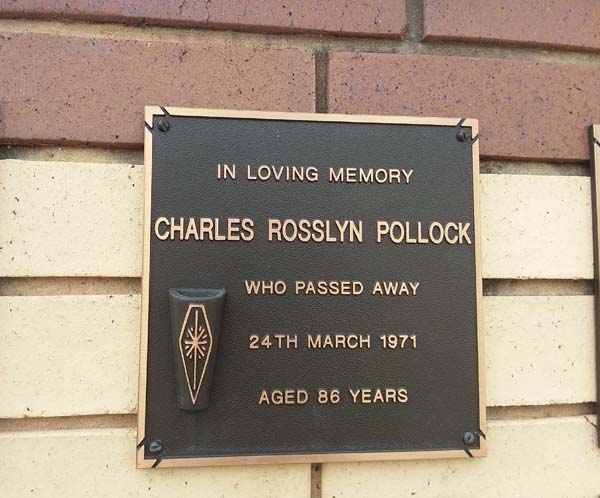 IN LOVING MEMORY
CHARLES ROSSLYN POLLOCK
WHO PASSED AWAY
24TH MARCH 1971
AGED 86 YEARS